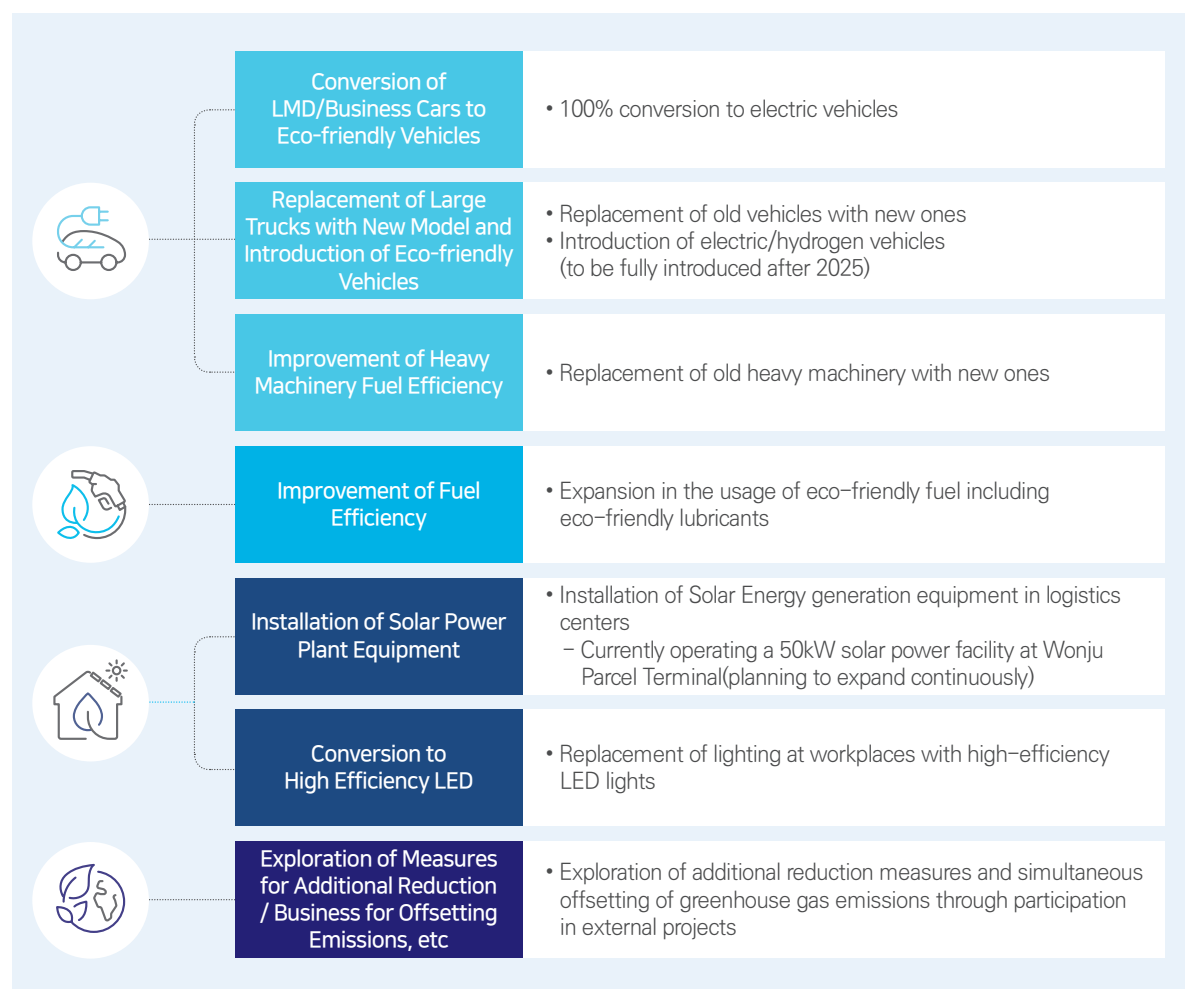 Conversion of
LMD/Business Cars to
Eco-friendly Vehicles
• 100% conversion to electric vehicles
Replacement of Large
Trucks with New Model and
Introduction of Eco-friendly
Vehicles
• Replacement of old vehicles with new ones
• Introduction of electric/hydrogen vehicles
(to be fully introduced after 2025)
Improvement of Heavy
Machinery Fuel Efficiency
• Replacement of old heavy machinery with new ones
Improvement of Fuel
Efficiency
• Expansion in the usage of eco-friendly fuel including
eco-friendly lubricants
Installation of Solar Power
Plant Equipment
• Installation of Solar Energy generation equipment in logistics
centers
- Currently operating a 50kW solar power facility at Wonju
Parcel Terminal(planning to expand continuously)
Conversion to
High Efficiency LED
• Replacement of lighting at workplaces with high-efficiency
LED lights
Exploration of Measures
for Additional Reduction
/ Business for Offsetting
Emissions, etc
• Exploration of additional reduction measures and simultaneous
offsetting of greenhouse gas emissions through participation
in external projects